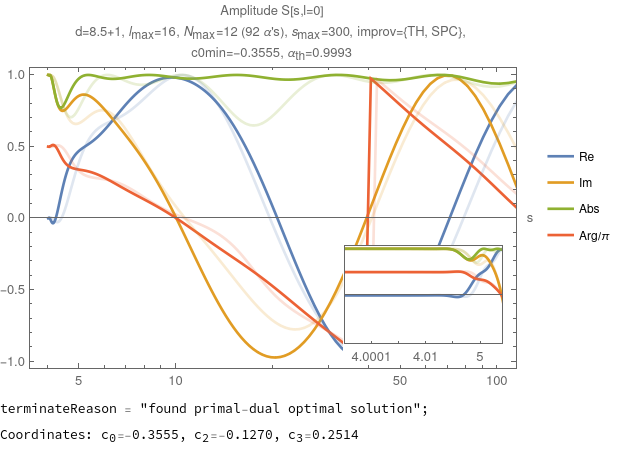 Amplitude S[s,l=0]
d=8.5+1, lmax=16, Nmax=12 (92 α's), smax=300, improv={TH, SPC},
c0min=−0.3555, αth=0.9993
1.0
0.5
0.0
−0.5
−1.0
5 10 50 100
s
4.0001 4.01 5
Re
Im
Abs
Arg/π
terminateReason = "found primal-dual optimal solution";
Coordinates: c0=-0.3555, c2=-0.1270, c3=0.2514